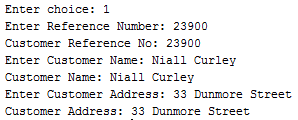 Enter choice: 1
Enter Reference Number: 23900
Customer Reference No: 23900
Enter Customer Name: Niall Curley
Customer Name: Niall Curley
Enter Customer Address: 33 Dunmore Street
Customer Address: 33 Dunmore Street